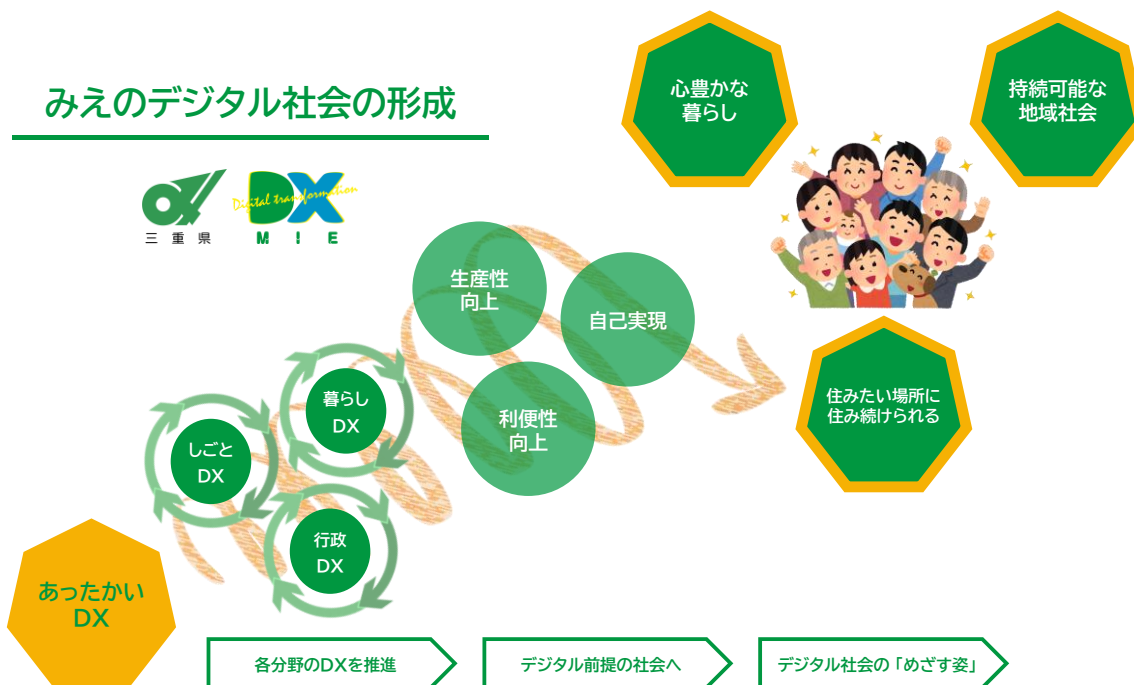 みえのデジタル社会の形成
三重県
DX
Digital transformation
MIE
心豊かな
暮らし
持続可能な
地域社会
住みたい場所に
住み続けられる
生産性
向上
自己実現
利便性
向上
暮らし
DX
しごと
DX
行政
DX
あったかい
DX
各分野のDXを推進
デジタル前提の社会へ
デジタル社会の「めざす姿」